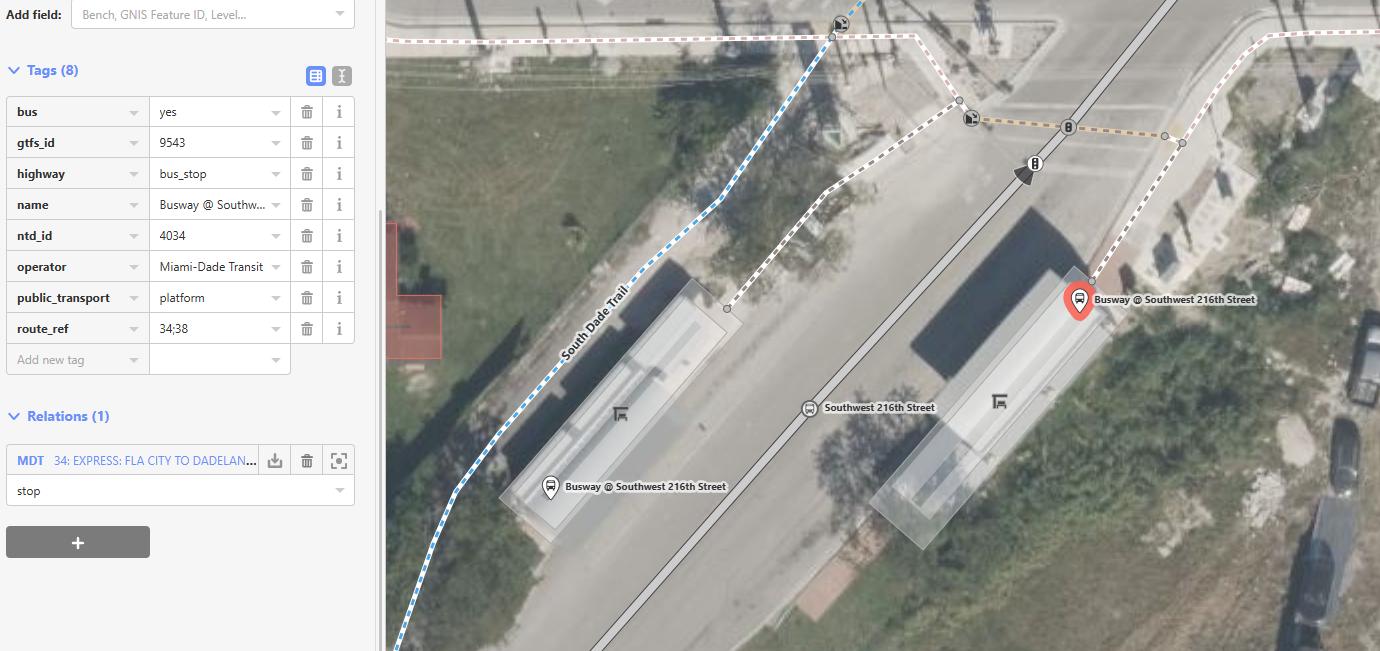 Add field: Bench, GNIS Feature ID, Level...
Tags (8)
bus yes
gtfs_id 9543
highway bus_stop
name Busway @ Southw...
ntd_id 4034
operator Miami-Dade Transit
public_transport platform
route_ref 34;38
Add new tag
Relations (1)
MDT 34: EXPRESS: FLA CITY TO DADELAN...
stop
+
South Dade Trail
Busway @ Southwest 216th Street
Southwest 216th Street
Busway @ Southwest 216th Street